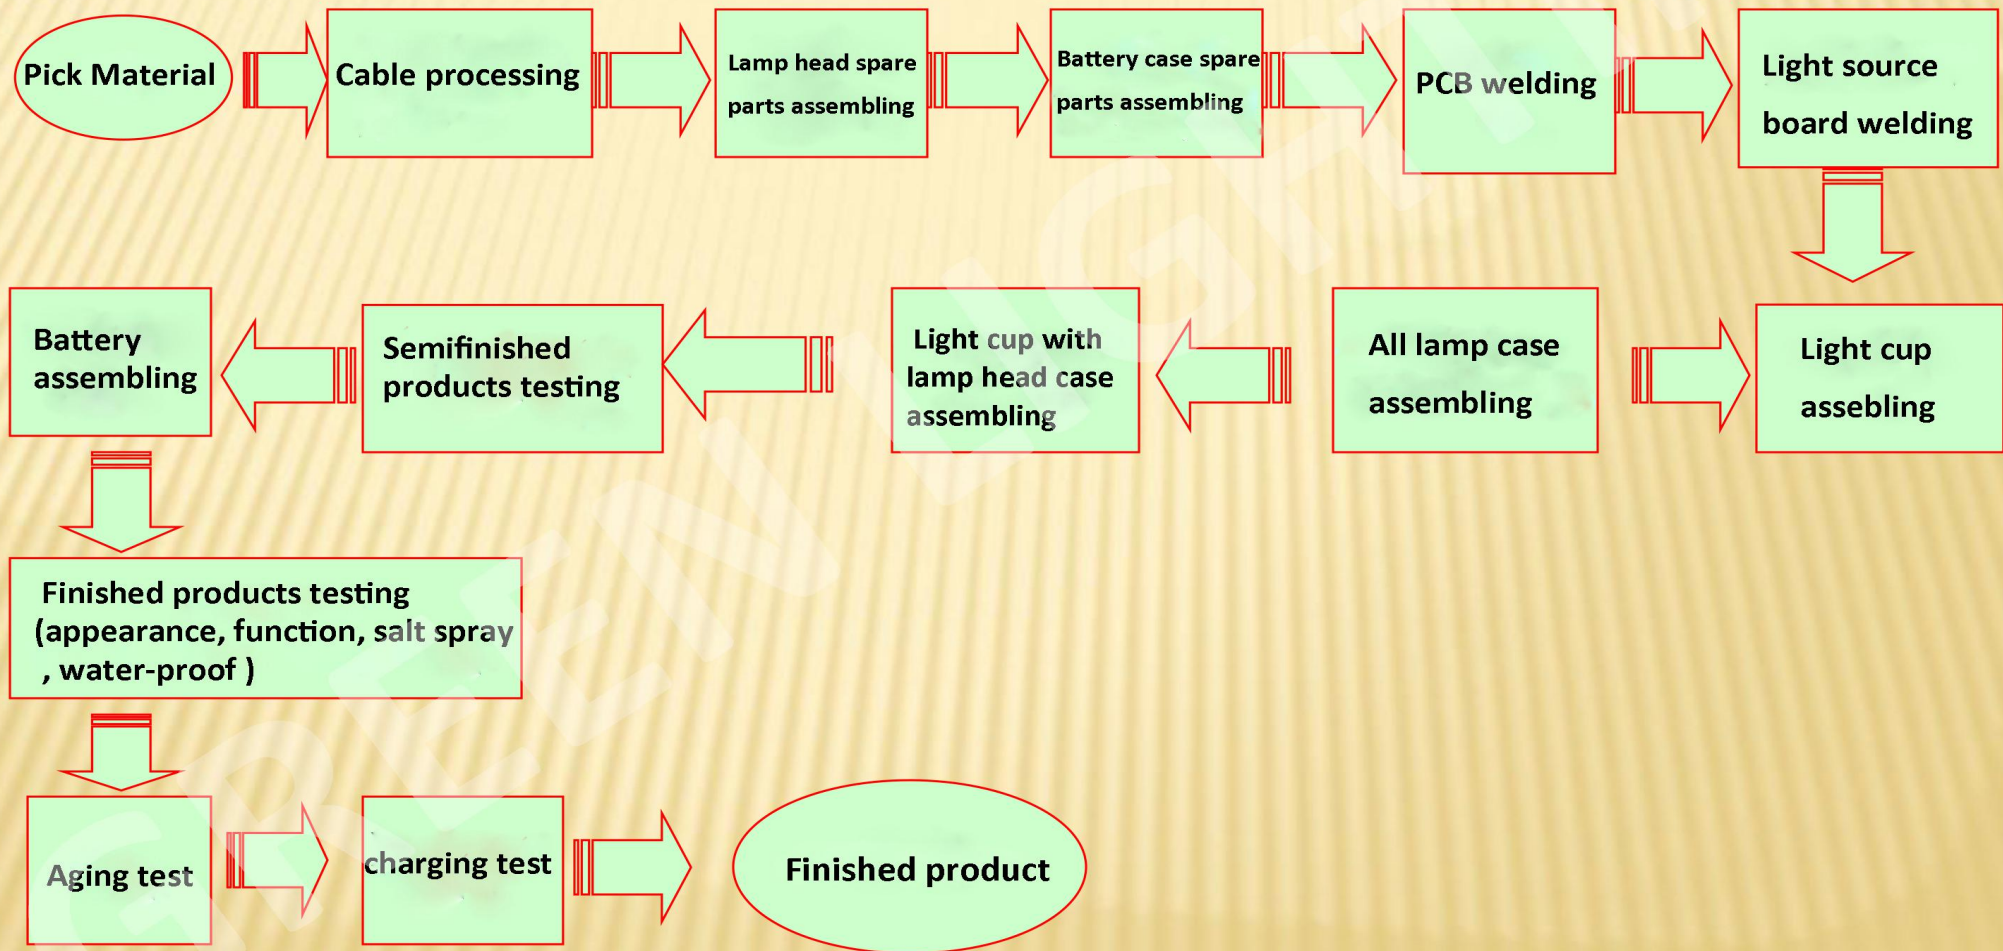 Pick Material
Cable processing
Lamp head spare
parts assembling
Battery case spare
parts assembling
PCB welding
Light source
board welding
Battery
assembling
Semifinished
products testing
Light cup with
lamp head case
assembling
All lamp case
assembling
Light cup
assebling
Finished products testing
(appearance, function, salt spray
, water-proof )
Aging test
charging test
Finished product
GREEN LIGHT